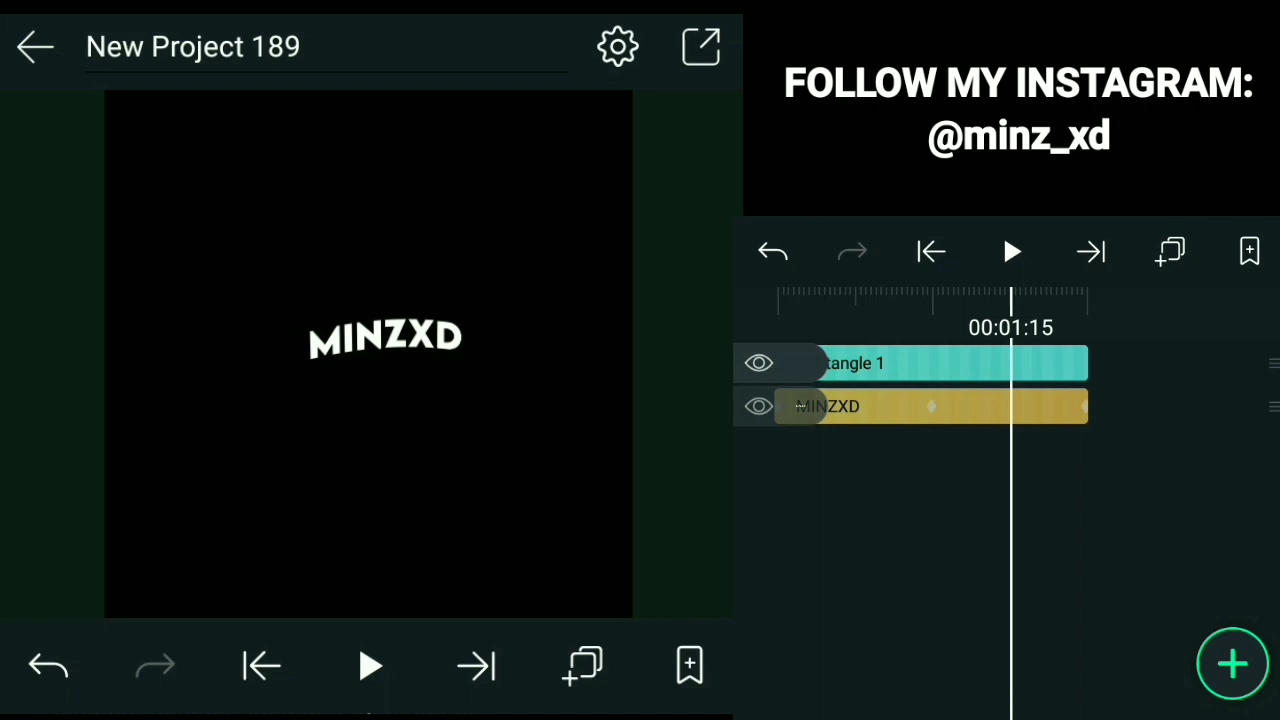 New Project 189
FOLLOW MY INSTAGRAM:
@minz_xd
MINZXD
00:01:15
tangle 1
MINZXD